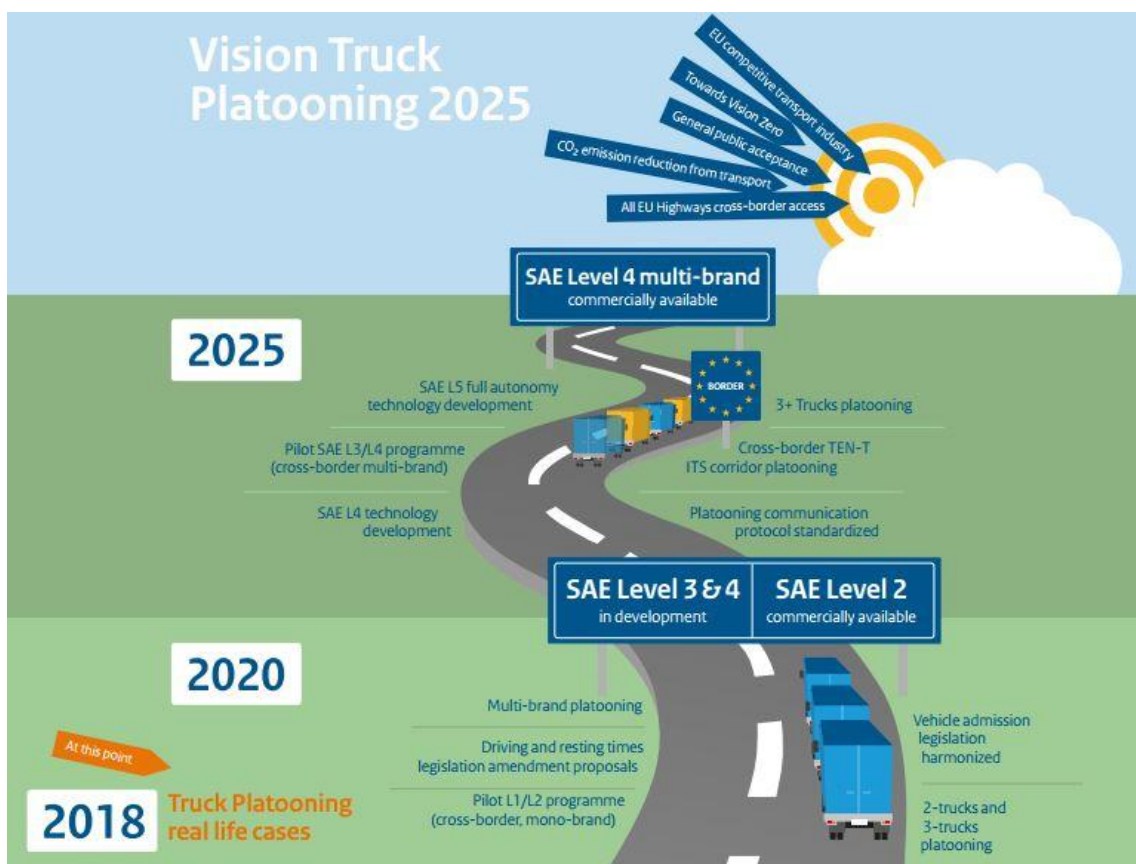 Vision Truck
Platooning 2025
EU competitive transport industry
Towards Vision Zero
General public acceptance
CO₂ emission reduction from transport
All EU Highways cross-border access
SAE Level 4 multi-brand
commercially available
2025
BORDER
SAE L5 full autonomy
technology development
3+ Trucks platooning
Pilot SAE L3/L4 programme
(cross-border multi-brand)
Cross-border TEN-T
ITS corridor platooning
SAE L4 technology
development
Platooning communication
protocol standardized
SAE Level 3 & 4
in development
SAE Level 2
commercially available
2020
Multi-brand platooning
Vehicle admission
legislation
harmonized
Driving and resting times
legislation amendment proposals
Pilot L1/L2 programme
(cross-border, mono-brand)
2-trucks and
3-trucks
platooning
At this point
2018
Truck Platooning
real life cases